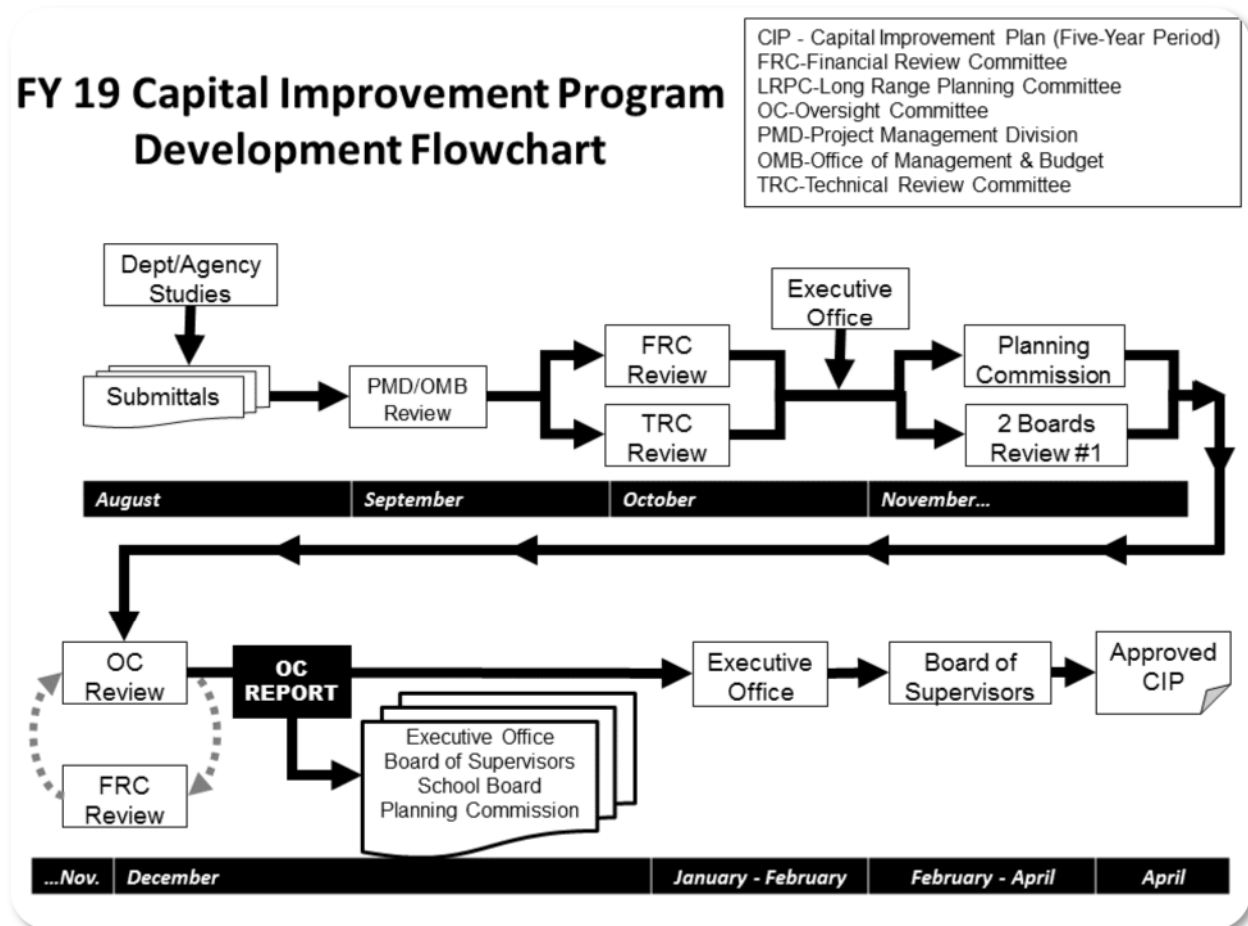 FY 19 Capital Improvement Program
Development Flowchart
CIP - Capital Improvement Plan (Five-Year Period)
FRC-Financial Review Committee
LRPC-Long Range Planning Committee
OC-Oversight Committee
PMD-Project Management Division
OMB-Office of Management & Budget
TRC-Technical Review Committee
Dept/Agency
Studies
Submittals
PMD/OMB
Review
FRC
Review
TRC
Review
Executive
Office
Planning
Commission
2 Boards
Review #1
August
September
October
November...
OC
Review
FRC
Review
OC
REPORT
Executive Office
Board of Supervisors
School Board
Planning Commission
Executive
Office
Board of
Supervisors
Approved
CIP
...Nov.
December
January - February
February - April
April